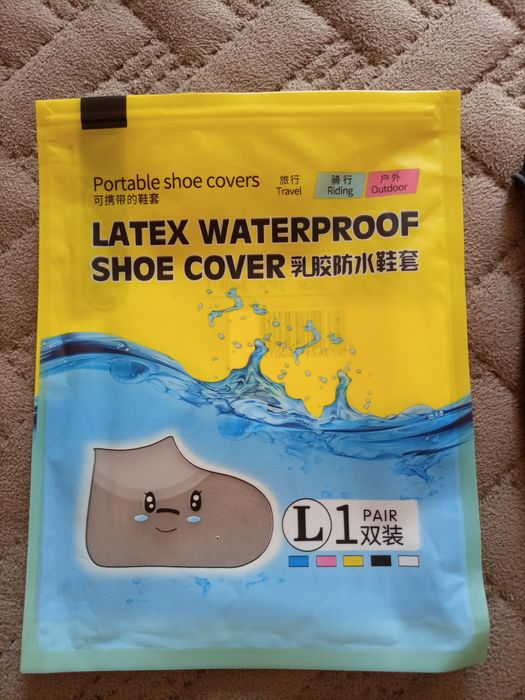 Portable shoe covers
可携带的鞋套
旅行
Travel
骑行
Riding
户外
Outdoor
LATEX WATERPROOF
SHOE COVER 乳胶防水鞋套
L 1 PAIR
双装